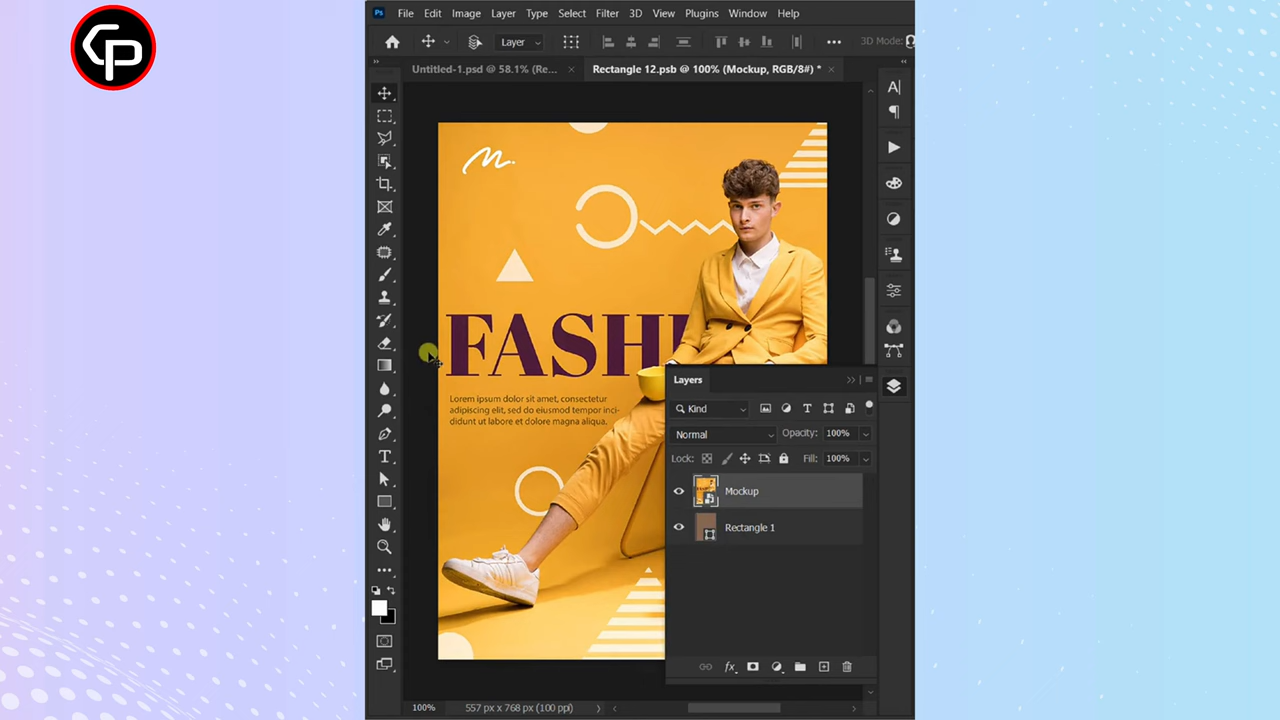 CP
Ps File Edit Image Layer Type Select Filter 3D View Plugins Window Help
Layer 3D Mode:
Untitled-1.psd @ 58.1% (Re... × Rectangle 12.psb @ 100% (Mockup, RGB/8#) * ×
A
M.
FASHI
Lorem ipsum dolor sit amet, consectetur
adipiscing elit, sed do eiusmod tempor inci-
didunt ut labore et dolore magna aliqua.
Layers
Kind
Normal Opacity: 100%
Lock: Fill: 100%
Mockup
Rectangle 1
fx
100% 557 px x 768 px (100 ppi)